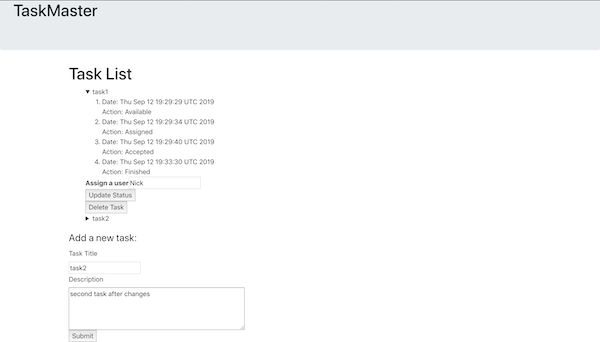 TaskMaster
Task List
▼ task1
1. Date: Thu Sep 12 19:29:29 UTC 2019
Action: Available
2. Date: Thu Sep 12 19:29:34 UTC 2019
Action: Assigned
3. Date: Thu Sep 12 19:29:40 UTC 2019
Action: Accepted
4. Date: Thu Sep 12 19:33:30 UTC 2019
Action: Finished
Assign a user Nick
Update Status
Delete Task
► task2
Add a new task:
Task Title
task2
Description
second task after changes
Submit